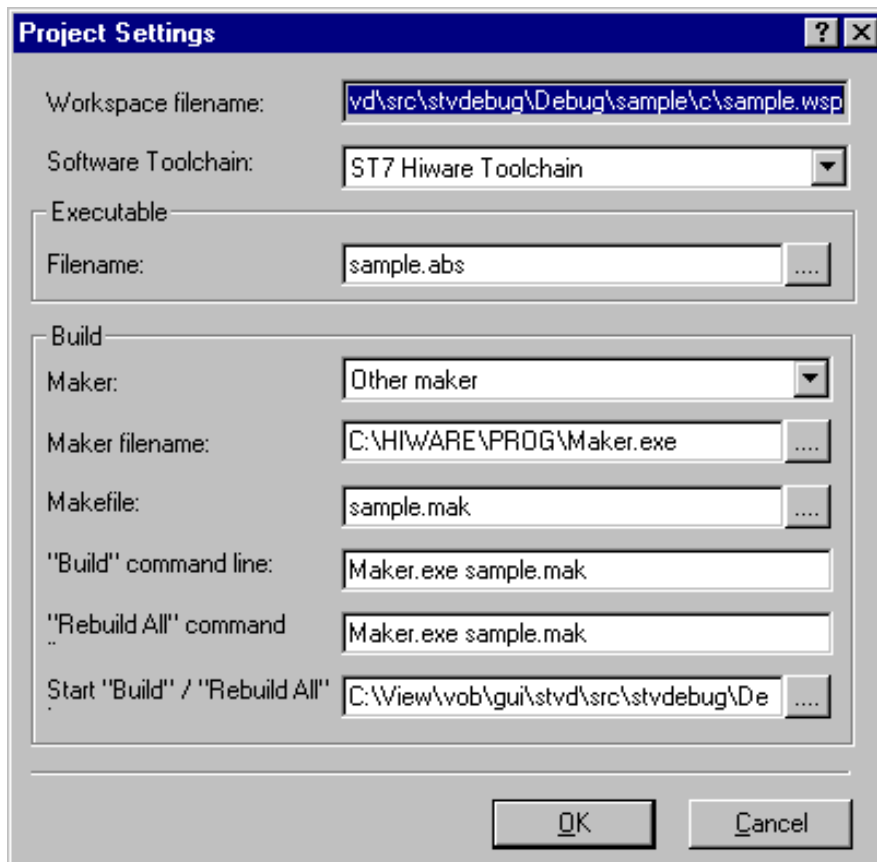 Project Settings
Workspace filename: vd\src\stvdebug\Debug\sample\c\sample.wsp
Software Toolchain: ST7 Hiware Toolchain
Executable
Filename: sample.abs ....
Build
Maker: Other maker
Maker filename: C:\HIWARE\PROG\Maker.exe ....
Makefile: sample.mak ....
"Build" command line: Maker.exe sample.mak
"Rebuild All" command Maker.exe sample.mak
Start "Build" / "Rebuild All" C:\View\vob\gui\stvd\src\stvdebug\De ....
OK Cancel